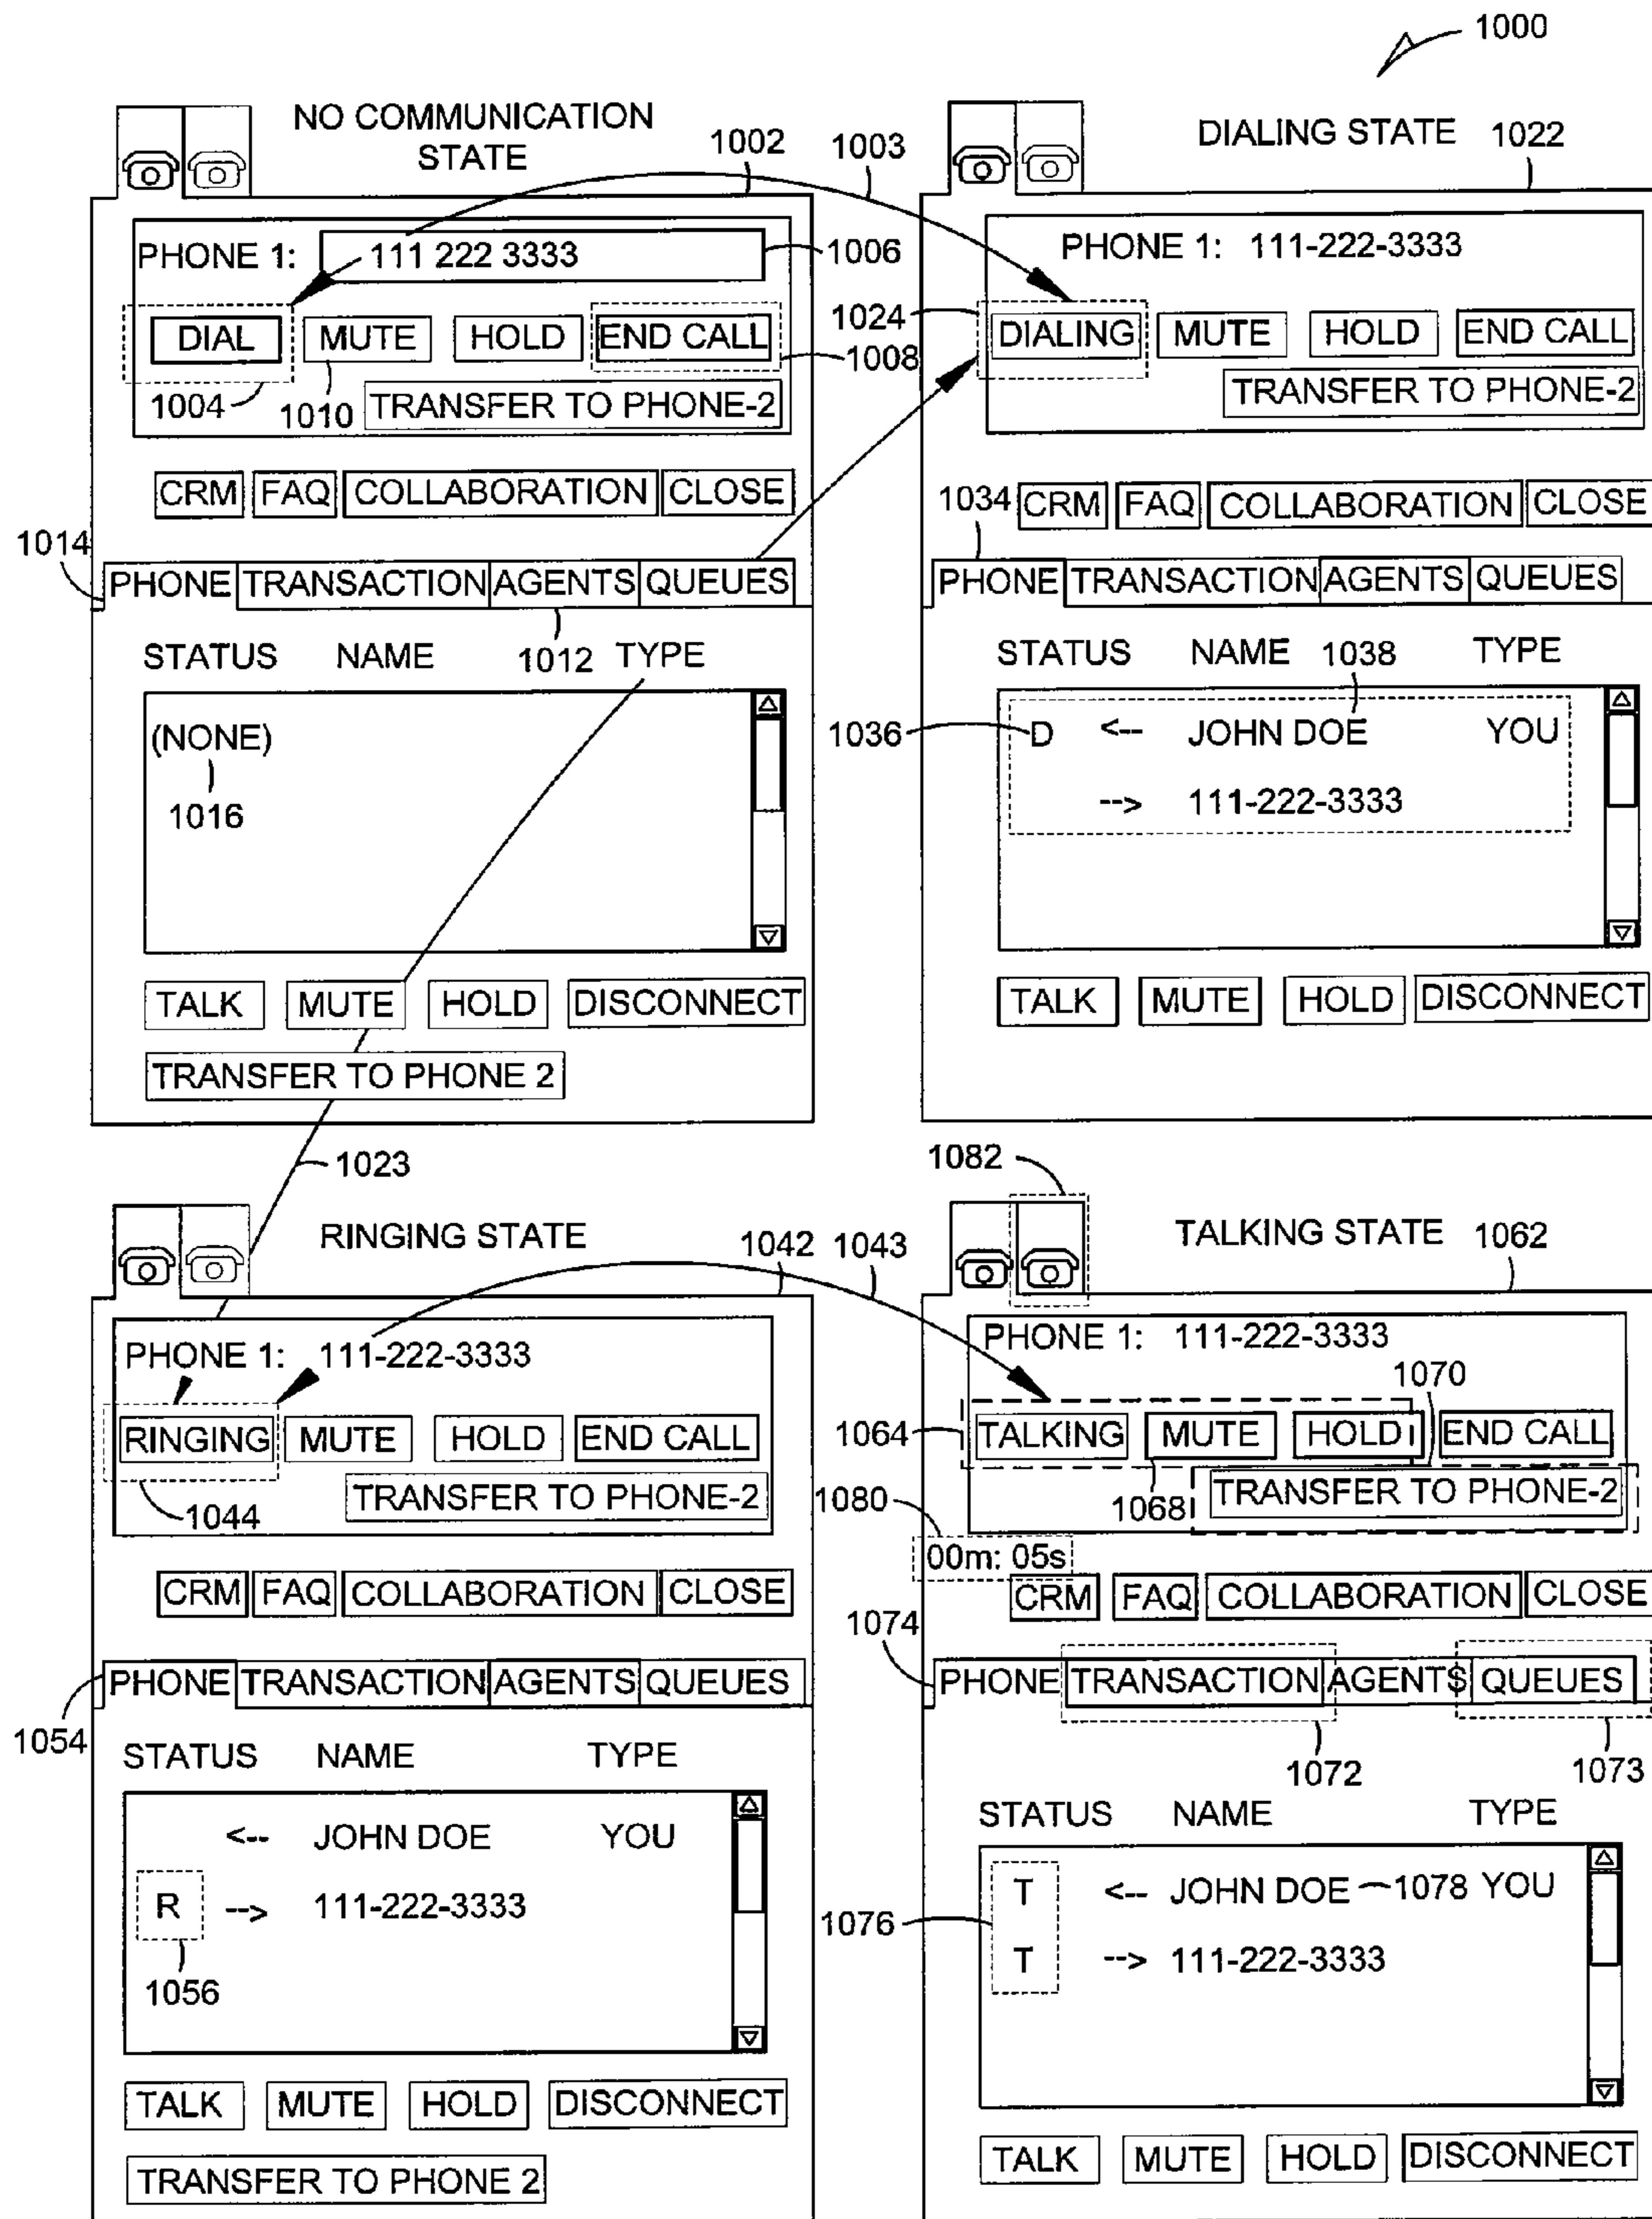 1000
NO COMMUNICATION
STATE
1002
1003
PHONE 1: 111 222 3333
1006
DIAL MUTE HOLD END CALL
1008
1004
1010
TRANSFER TO PHONE-2
CRM FAQ COLLABORATION CLOSE
1014
PHONE TRANSACTION AGENTS QUEUES
STATUS NAME 1012 TYPE
(NONE)
1016
TALK MUTE HOLD DISCONNECT
TRANSFER TO PHONE 2
1023
DIALING STATE 1022
PHONE 1: 111-222-3333
1024
DIALING MUTE HOLD END CALL
TRANSFER TO PHONE-2
1034
CRM FAQ COLLABORATION CLOSE
PHONE TRANSACTION AGENTS QUEUES
STATUS NAME 1038 TYPE
1036 D <-- JOHN DOE YOU
--> 111-222-3333
TALK MUTE HOLD DISCONNECT
RINGING STATE
1042 1043
PHONE 1: 111-222-3333
RINGING MUTE HOLD END CALL
1044
TRANSFER TO PHONE-2
CRM FAQ COLLABORATION CLOSE
PHONE TRANSACTION AGENTS QUEUES
1054
STATUS NAME TYPE
<-- JOHN DOE YOU
R --> 111-222-3333
1056
TALK MUTE HOLD DISCONNECT
TRANSFER TO PHONE 2
1082
TALKING STATE 1062
PHONE 1: 111-222-3333
1070
1064 TALKING MUTE HOLD END CALL
1080
1068 TRANSFER TO PHONE-2
00m: 05s
CRM FAQ COLLABORATION CLOSE
1074
PHONE TRANSACTION AGENTS QUEUES
1072 1073
STATUS NAME TYPE
T <-- JOHN DOE 1078 YOU
1076
T --> 111-222-3333
TALK MUTE HOLD DISCONNECT